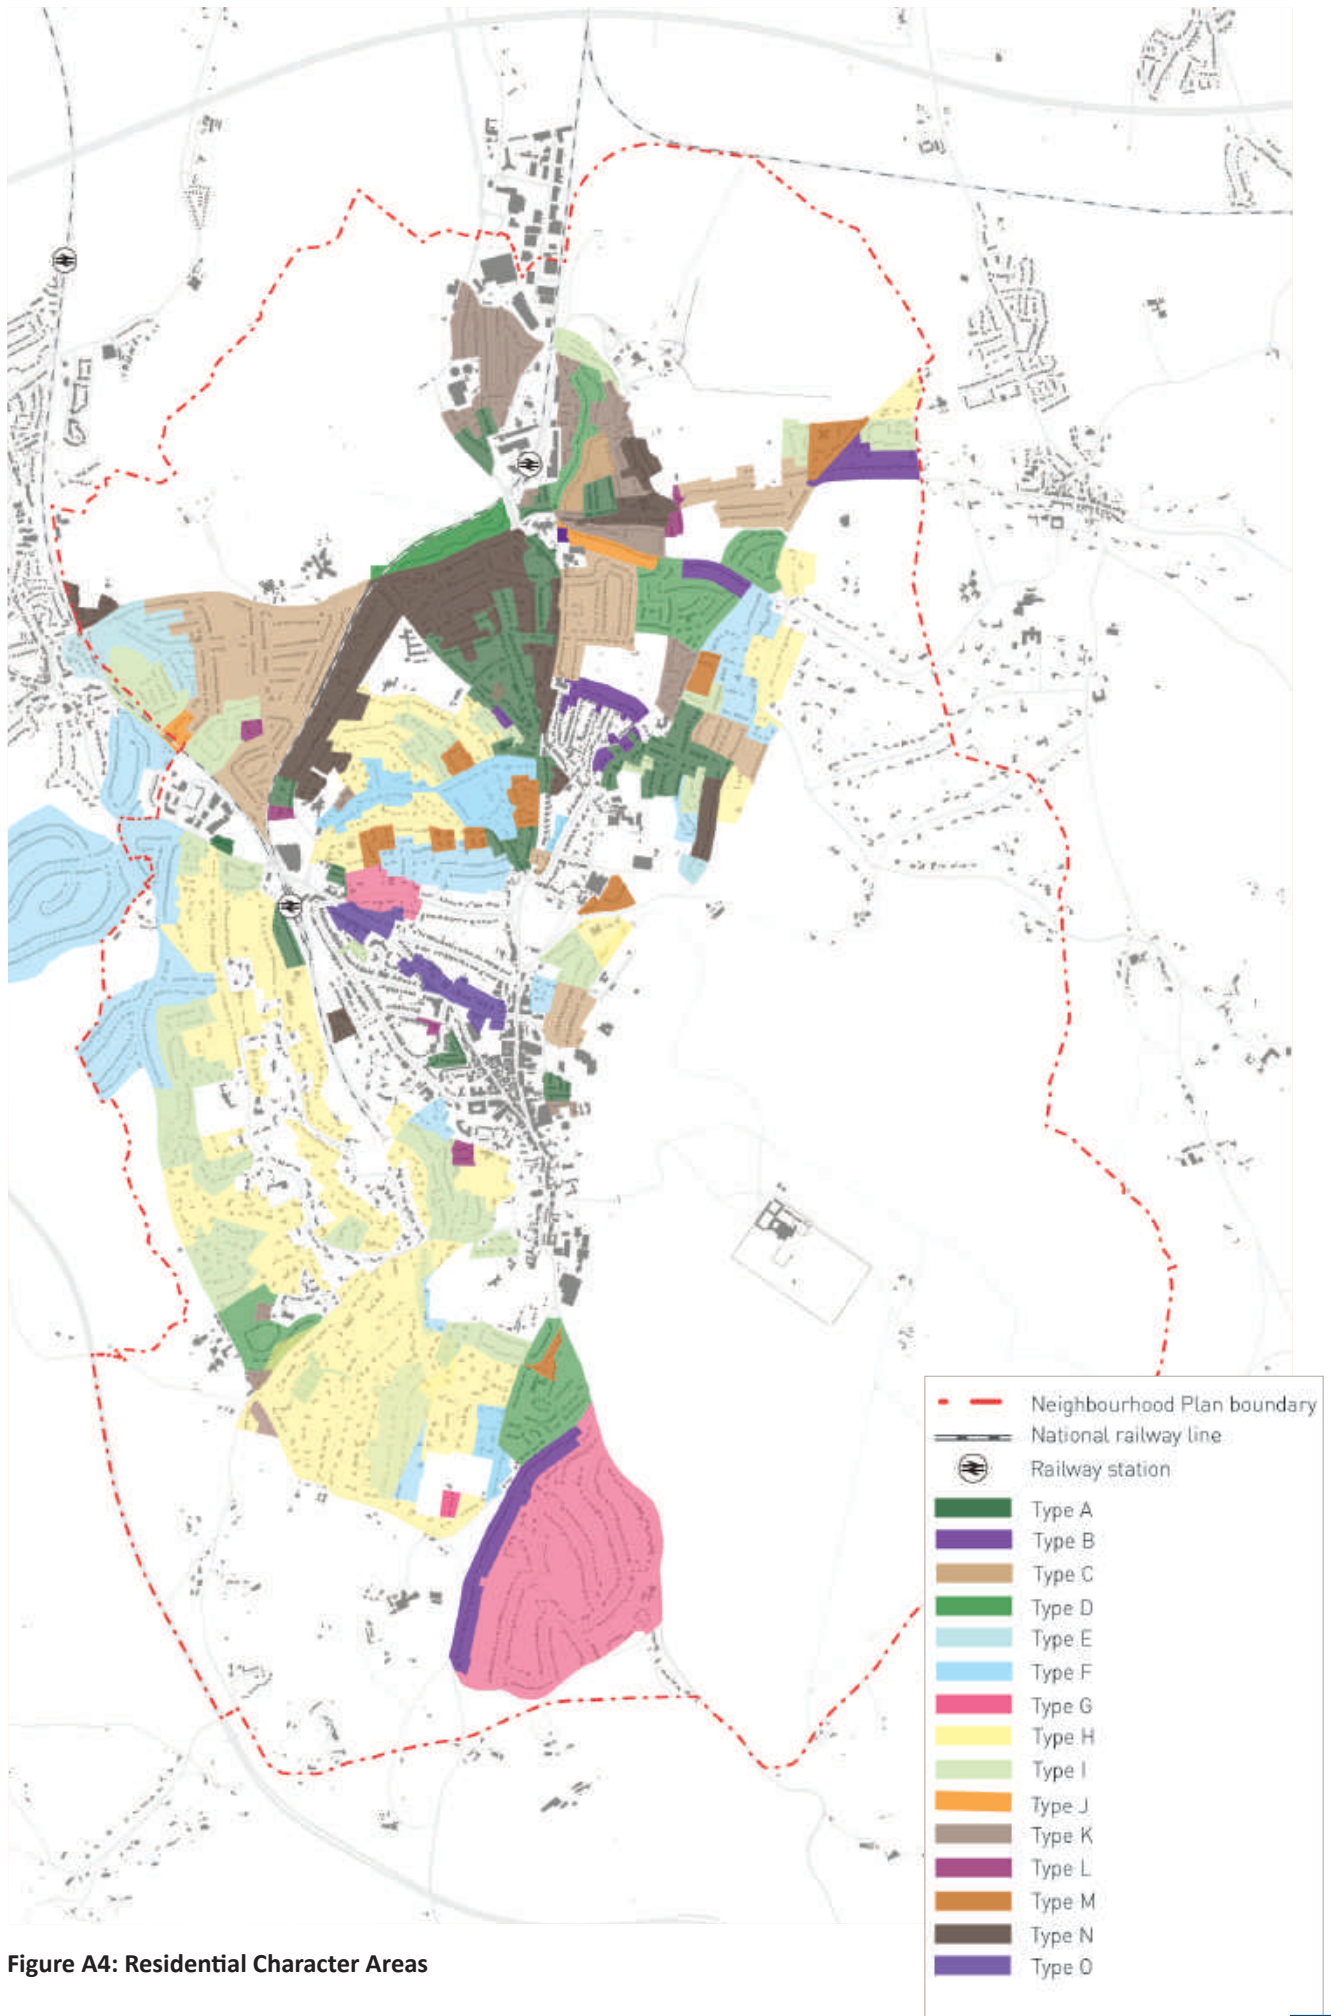 Neighbourhood Plan boundary
National railway line
Railway station
Type A
Type B
Type C
Type D
Type E
Type F
Type G
Type H
Type I
Type J
Type K
Type L
Type M
Type N
Type O
Figure A4: Residential Character Areas